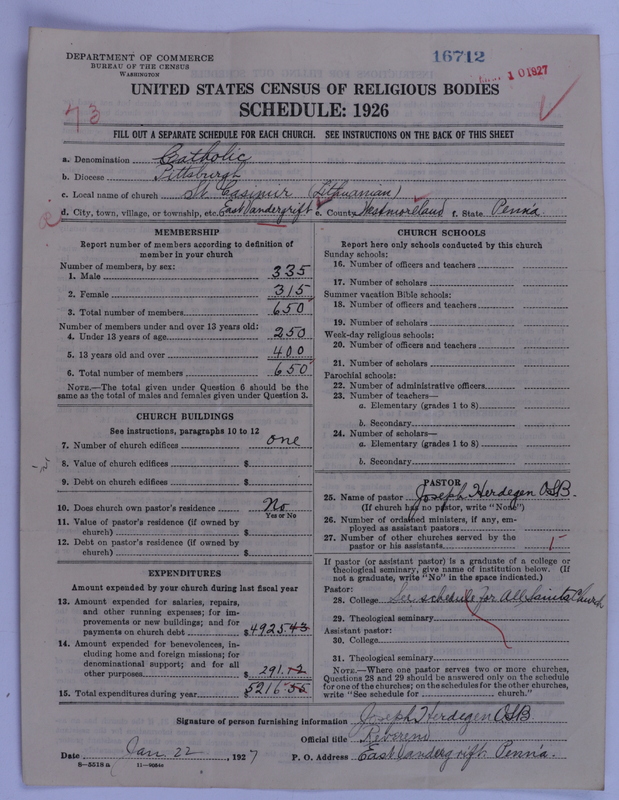 DEPARTMENT OF COMMERCE
BUREAU OF THE CENSUS
WASHINGTON
16712
10 1927
UNITED STATES CENSUS OF RELIGIOUS BODIES
SCHEDULE: 1926
73
FILL OUT A SEPARATE SCHEDULE FOR EACH CHURCH. SEE INSTRUCTIONS ON THE BACK OF THIS SHEET
a. Denomination Catholic
b. Diocese Pittsburgh
c. Local name of church St Casimir (Lithuanian)
d. City, town, village, or township, etc. East Vandergrift e. County Westmoreland f. State Penn'a
MEMBERSHIP
Report number of members according to definition of
member in your church
Number of members, by sex:
1. Male 335
2. Female 315
3. Total number of members 650
Number of members under and over 13 years old:
4. Under 13 years of age 250
5. 13 years old and over 400
6. Total number of members 650
NOTE.—The total given under Question 6 should be the
same as the total of males and females given under Question 3.
CHURCH BUILDINGS
See instructions, paragraphs 10 to 12
7. Number of church edifices one
8. Value of church edifices $
9. Debt on church edifices $
10. Does church own pastor's residence No
Yes or No
11. Value of pastor's residence (if owned by
church) $
12. Debt on pastor's residence (if owned by
church) $
EXPENDITURES
Amount expended by your church during last fiscal year
13. Amount expended for salaries, repairs,
and other running expenses; for im-
provements or new buildings; and for
payments on church debt $4925.43
14. Amount expended for benevolences, in-
cluding home and foreign missions; for
denominational support; and for all
other purposes $291.12
15. Total expenditures during year $5216.55
CHURCH SCHOOLS
Report here only schools conducted by this church
Sunday schools:
16. Number of officers and teachers
17. Number of scholars
Summer vacation Bible schools:
18. Number of officers and teachers
19. Number of scholars
Week-day religious schools:
20. Number of officers and teachers
21. Number of scholars
Parochial schools:
22. Number of administrative officers
23. Number of teachers—
a. Elementary (grades 1 to 8)
b. Secondary
24. Number of scholars—
a. Elementary (grades 1 to 8)
b. Secondary
PASTOR
25. Name of pastor Joseph Herdegen OSB.
(If church has no pastor, write "None")
26. Number of ordained ministers, if any, em-
ployed as assistant pastors
27. Number of other churches served by the
pastor or his assistants 1
If pastor (or assistant pastor) is a graduate of a college or
theological seminary, give name of institution below. (If
not a graduate, write "No" in the space indicated.)
Pastor:
28. College See schedule for All Saints Church
29. Theological seminary
Assistant pastor:
30. College
31. Theological seminary
NOTE.—Where one pastor serves two or more churches,
Questions 28 and 29 should be answered only on the schedule
for one of the churches; on the schedules for the other churches,
write "See schedule for church."
Signature of person furnishing information Joseph Herdegen OSB
Official title Reverend
Date Jan. 22, 1927 P. O. Address East Vandergrift, Penn'a.
8—5518 a